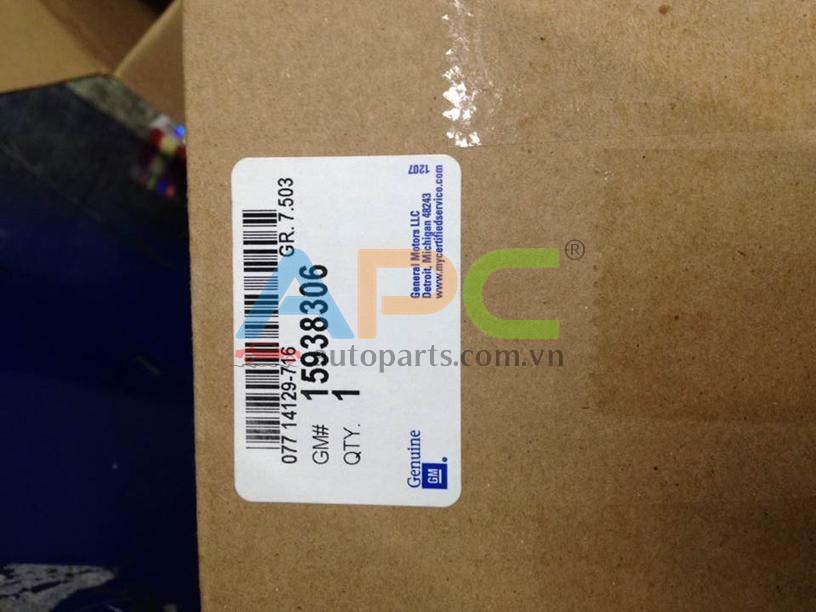 077 14129-716 GR. 7.503
GM# 15938306
QTY. 1
Genuine
GM
General Motors LLC
Detroit, Michigan 48243
www.mycertifiedservice.com
1207
APC®
autoparts.com.vn